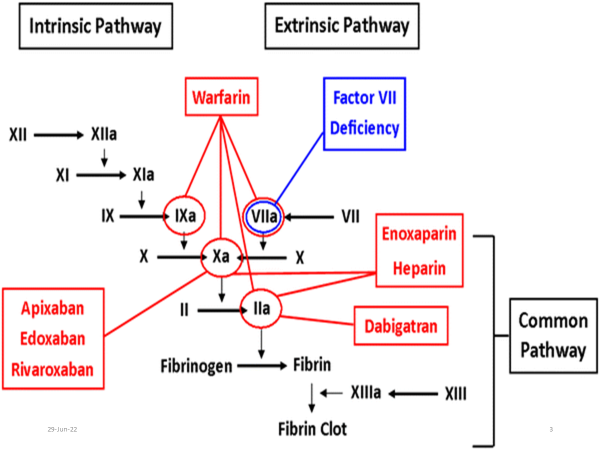 Intrinsic Pathway
Extrinsic Pathway
Warfarin
Factor VII
Deficiency
XII XIIa
XI XIa
IX IXa VIIa VII
X Xa X
Enoxaparin
Heparin
Apixaban
Edoxaban
Rivaroxaban
II IIa
Dabigatran
Common
Pathway
Fibrinogen Fibrin
XIIIa XIII
Fibrin Clot
29-Jun-22
3